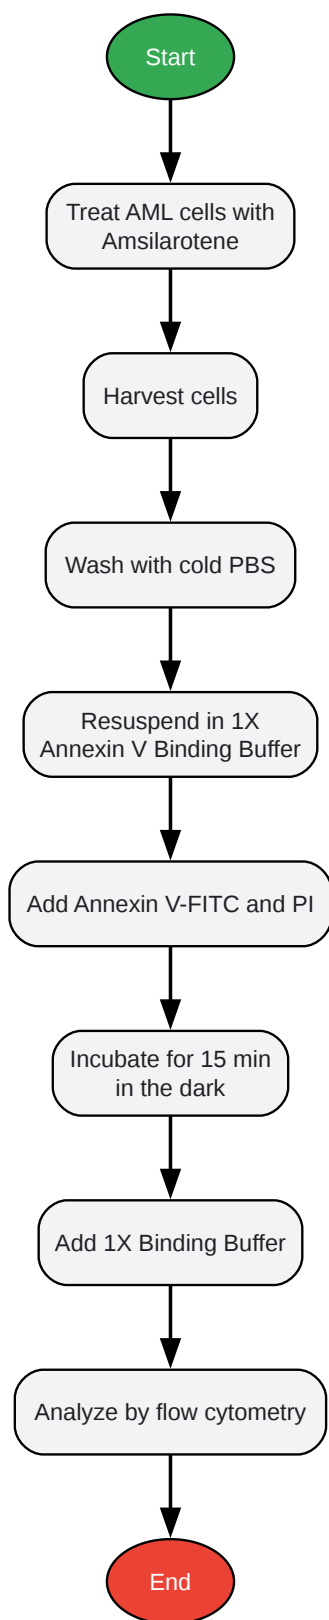 Start
Treat AML cells with
Amsilarotene
Harvest cells
Wash with cold PBS
Resuspend in 1X
Annexin V Binding Buffer
Add Annexin V-FITC and PI
Incubate for 15 min
in the dark
Add 1X Binding Buffer
Analyze by flow cytometry
End